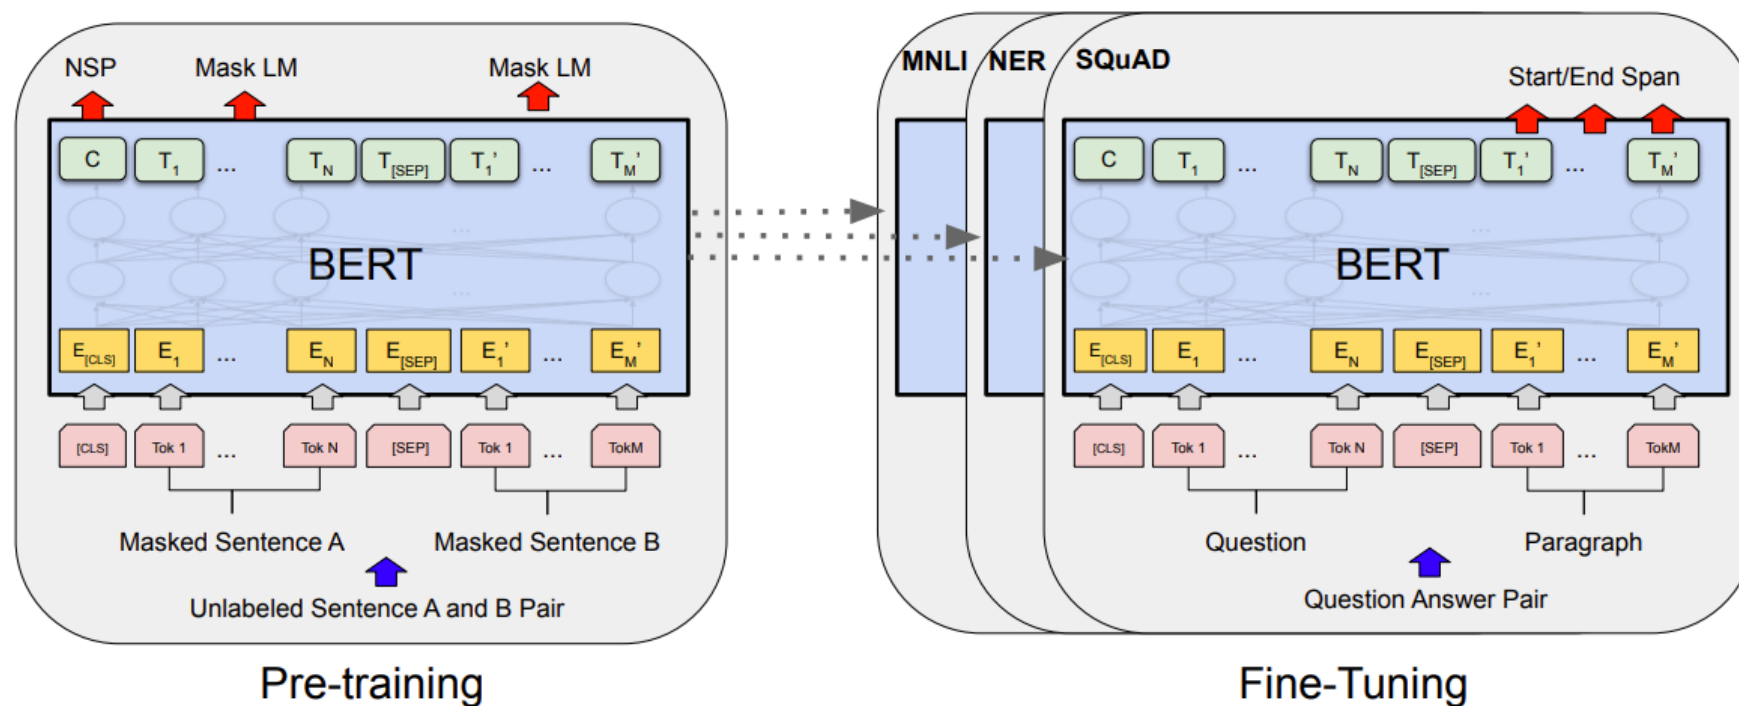 NSP Mask LM Mask LM
C T1 ... TN T[SEP] T1’ ... TM’
...
BERT
...
E[CLS] E1 ... EN E[SEP] E1’ ... EM’
[CLS] Tok 1 ... Tok N [SEP] Tok 1 ... TokM
Masked Sentence A Masked Sentence B
Unlabeled Sentence A and B Pair
Pre-training
MNLI NER SQuAD
Start/End Span
C T1 ... TN T[SEP] T1’ ... TM’
...
BERT
...
E[CLS] E1 ... EN E[SEP] E1’ ... EM’
[CLS] Tok 1 ... Tok N [SEP] Tok 1 ... TokM
Question Paragraph
Question Answer Pair
Fine-Tuning